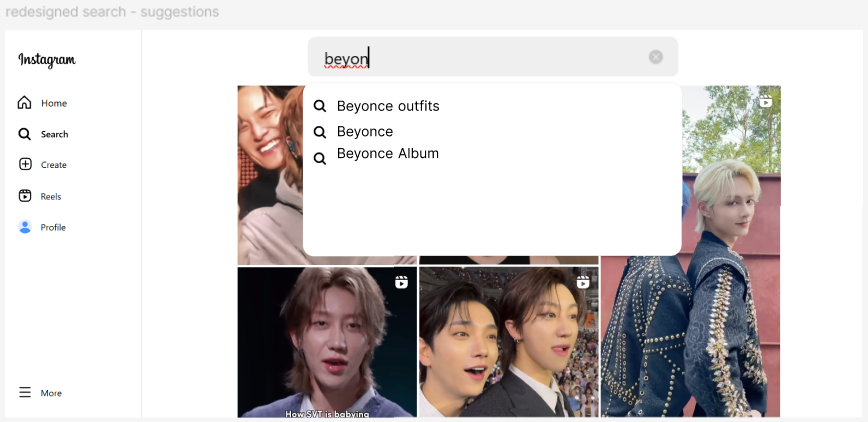 redesigned search - suggestions
Instagram
beyon
Home
Beyonce outfits
Search
Beyonce
Beyonce Album
Create
Reels
Profile
More
How SVT is babying